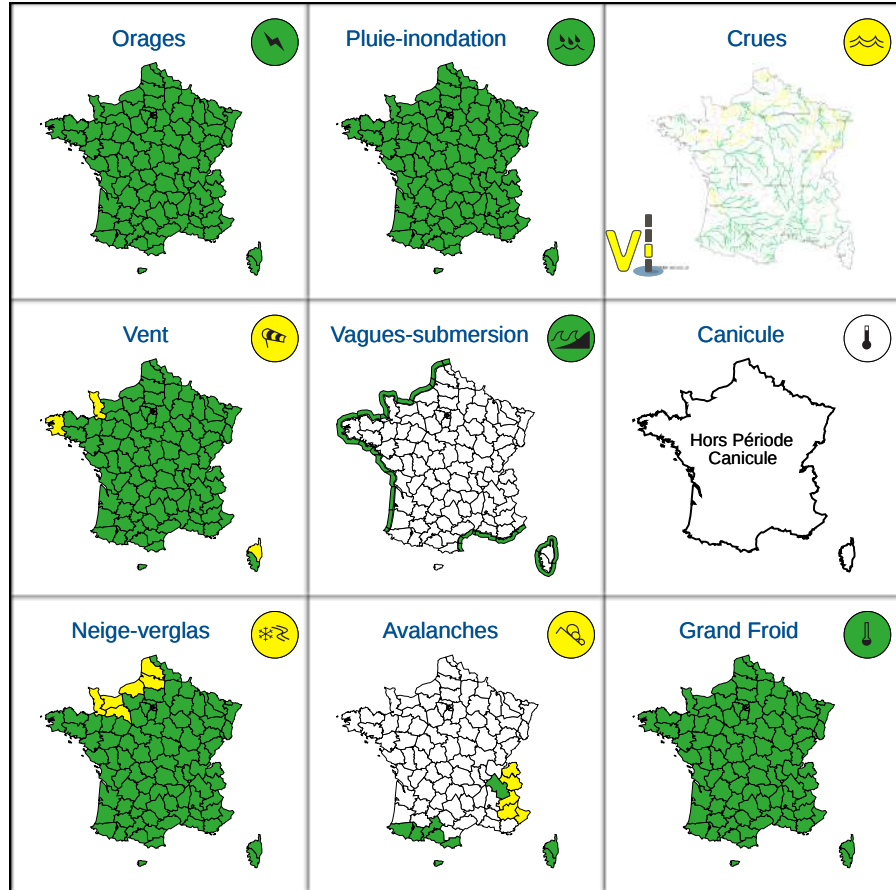 Orages
Pluie-inondation
Crues
Vent
Vagues-submersion
Canicule
Hors Période
Canicule
Neige-verglas
Avalanches
Grand Froid